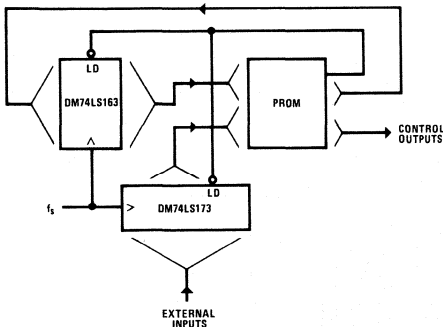 LD
DM74LS163
PROM
CONTROL
OUTPUTS
LD
fs
DM74LS173
EXTERNAL
INPUTS